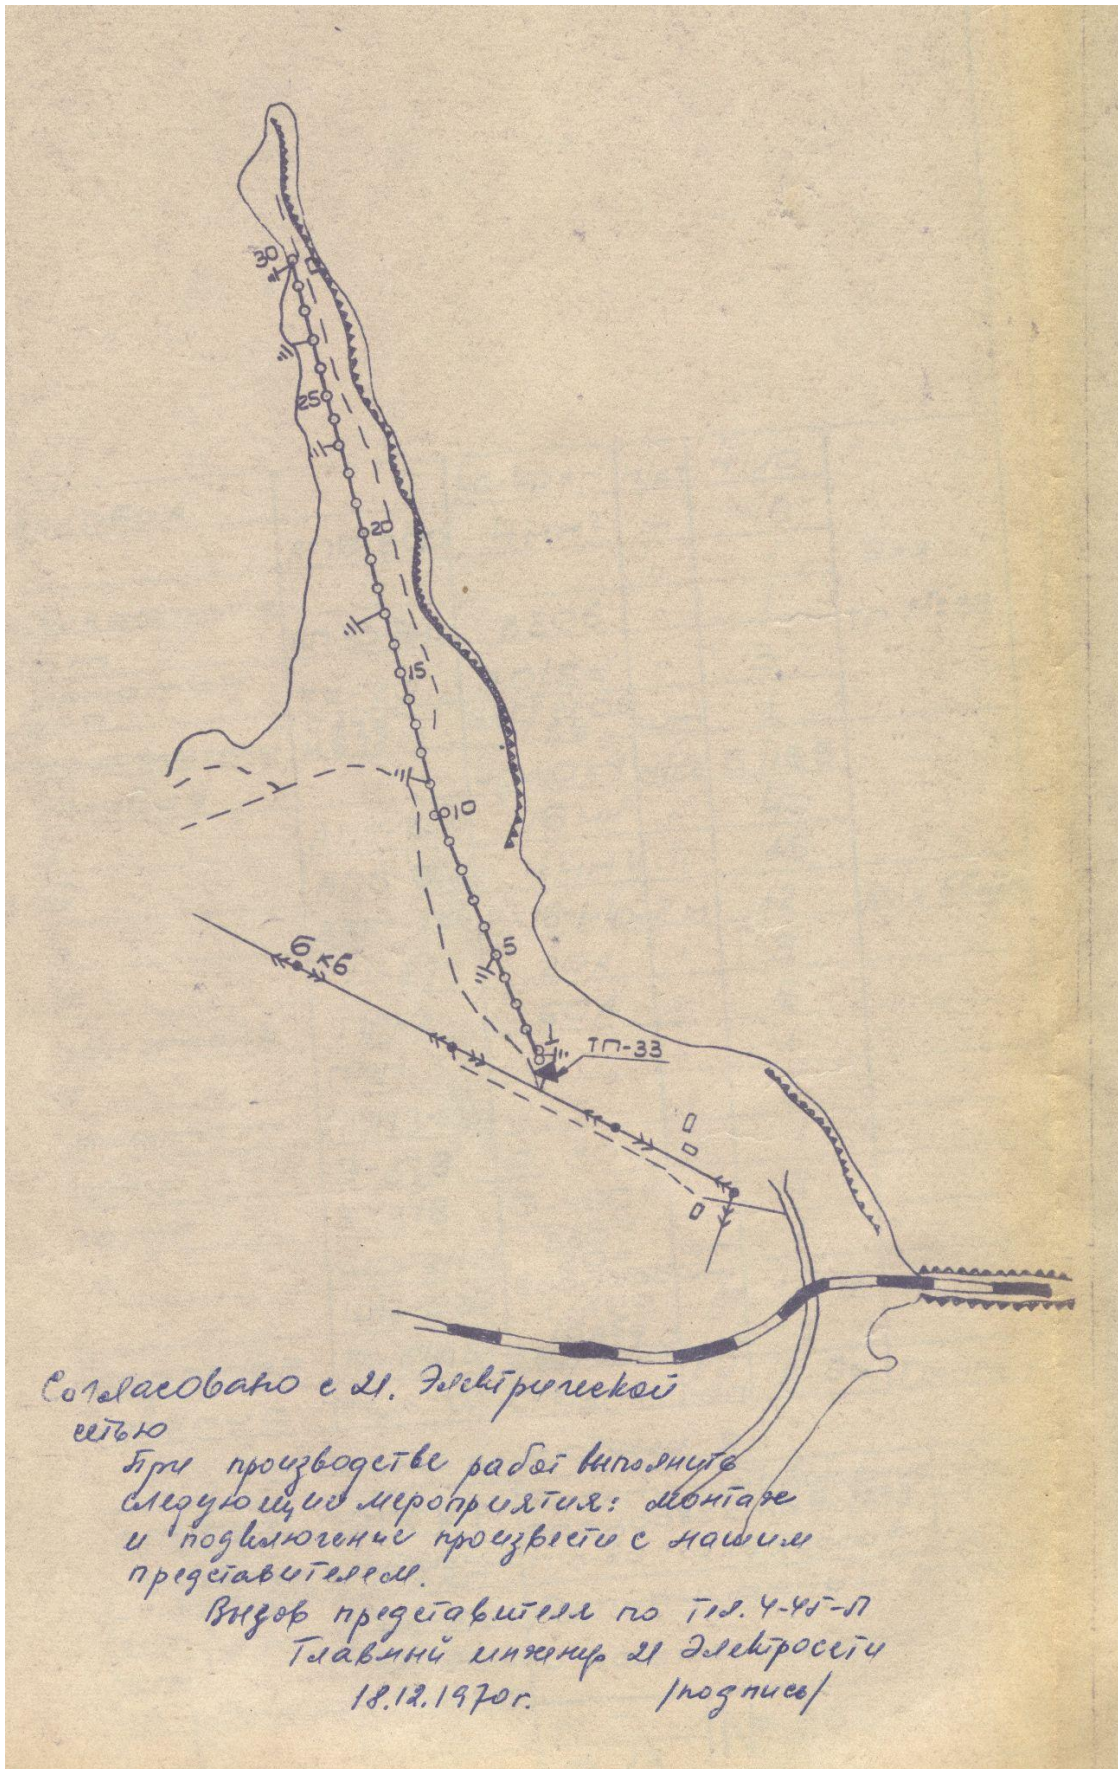 30
25
20
15
10
5
6 кв
1
ТП-33
Согласовано с 21. Электрической
сетью
При производстве работ выполнить
следующие мероприятия: монтаж
и подключение произвести с нашим
представителем.
Вызов представителя по тел. 4-45-
Главный инженер 21 Электросети
18.12.1970г. /подпись/